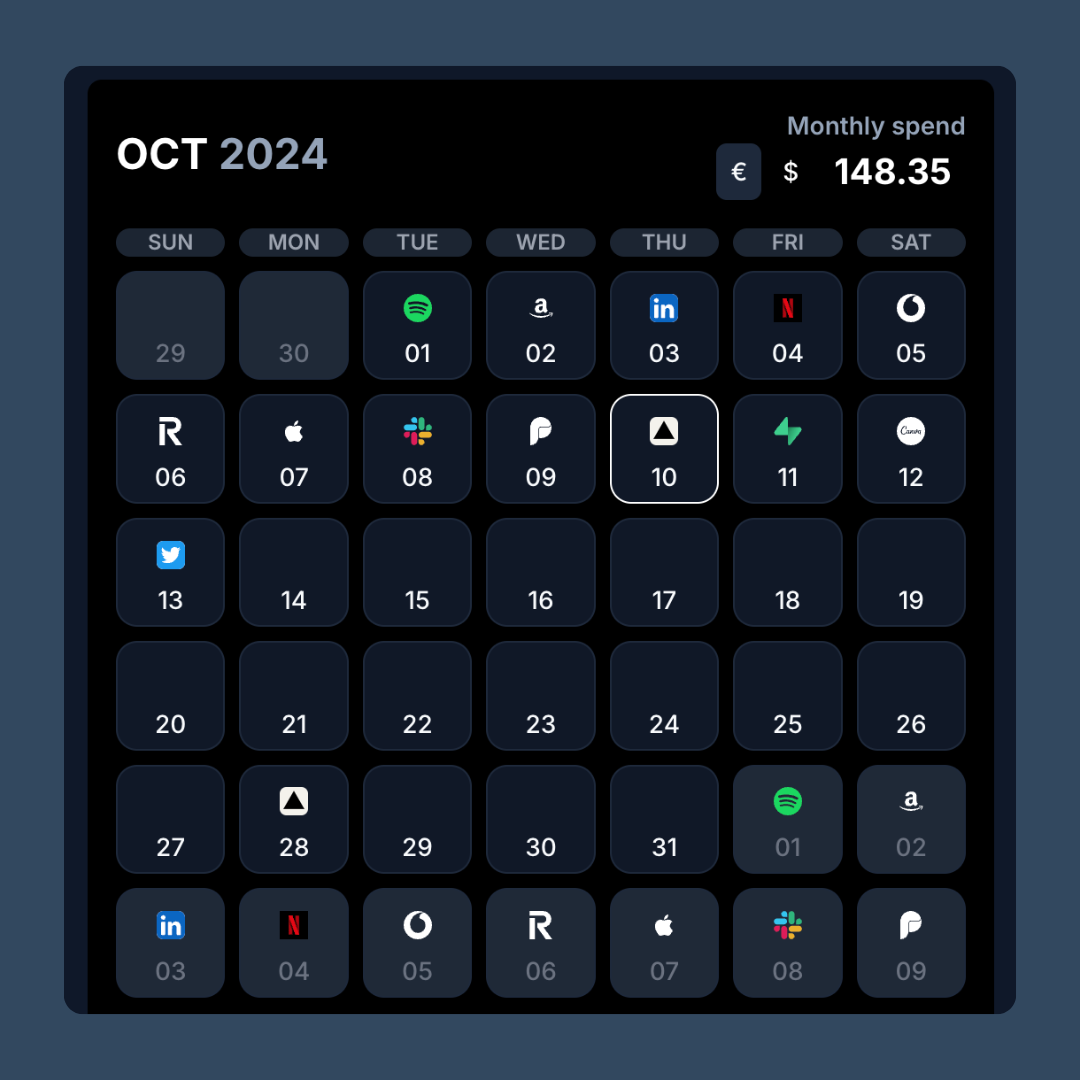 Monthly spend
OCT 2024
€ $ 148.35
SUN MON TUE WED THU FRI SAT
a in N
29 30 01 02 03 04 05
Canva
06 07 08 09 10 11 12
13 14 15 16 17 18 19
20 21 22 23 24 25 26
a
27 28 29 30 31 01 02
in N
03 04 05 06 07 08 09